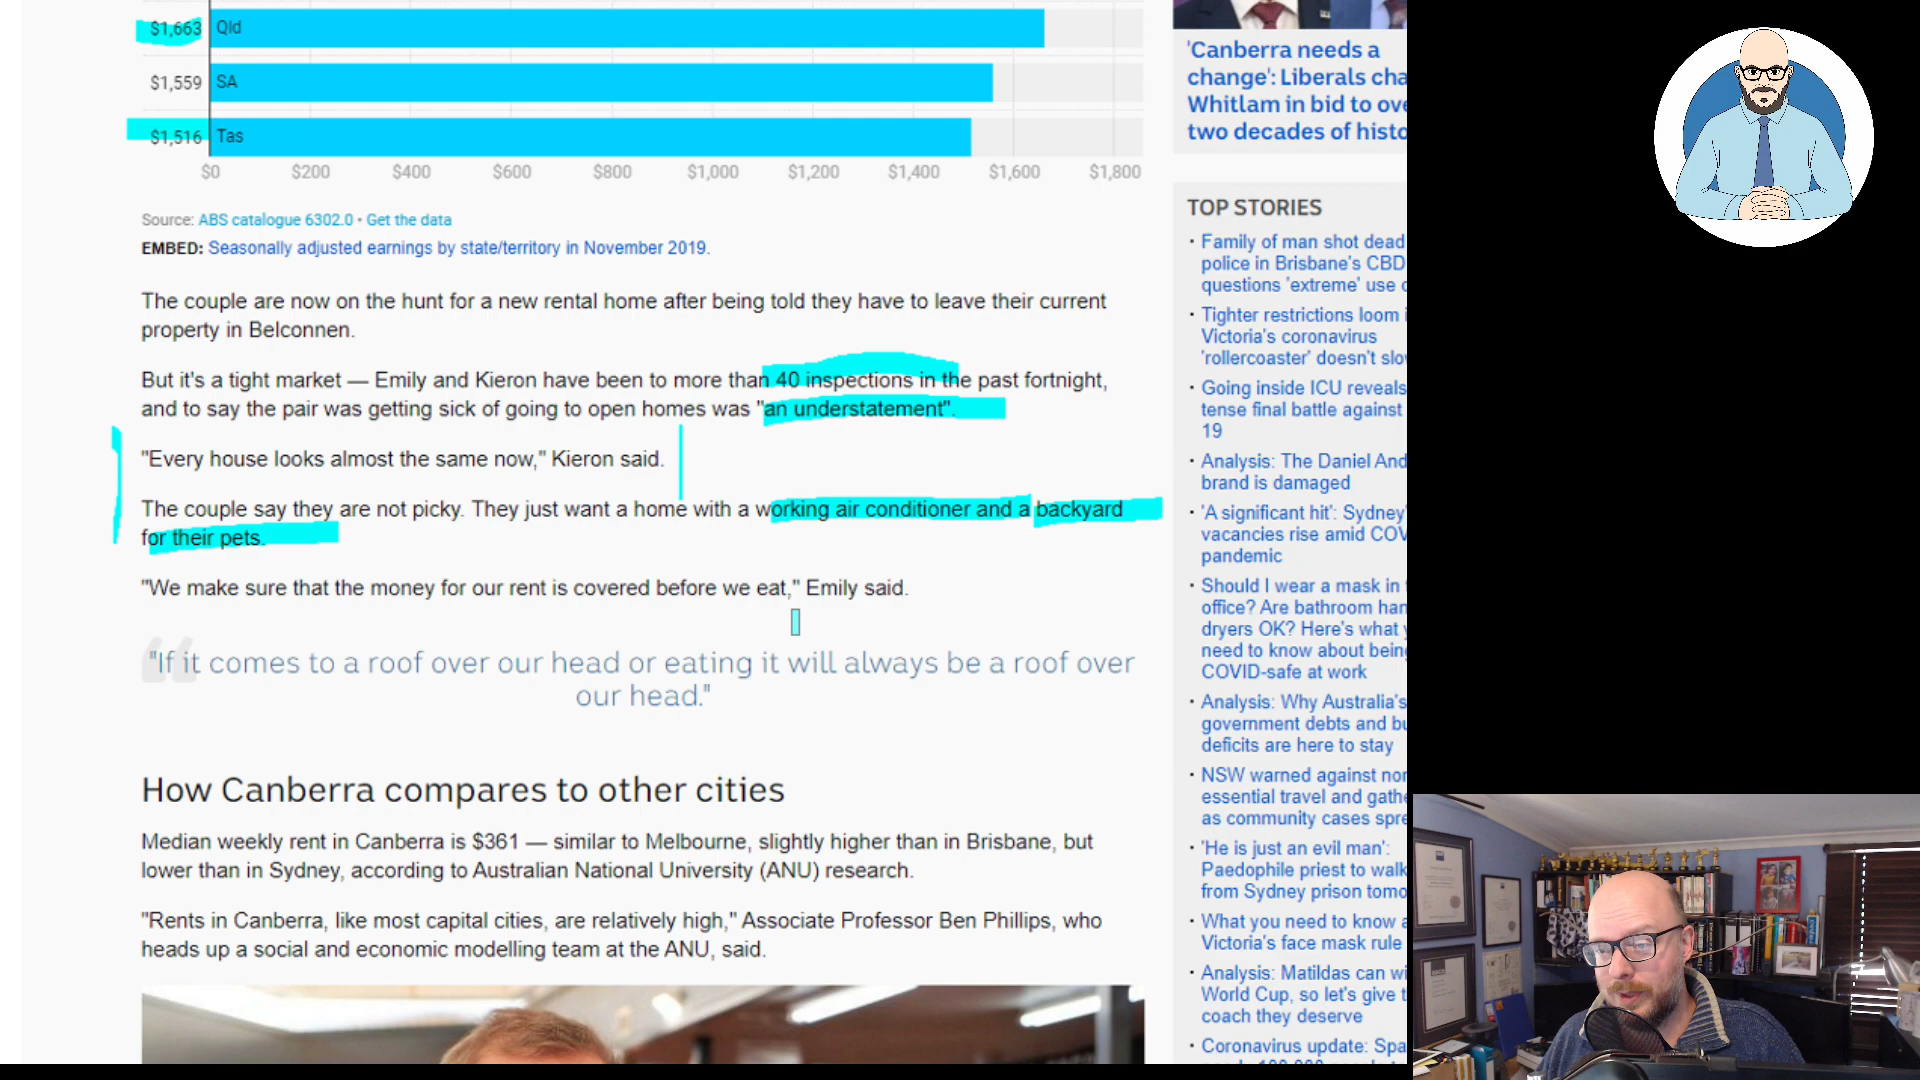 $1,663 Qld
$1,559 SA
$1,516 Tas
$0 $200 $400 $600 $800 $1,000 $1,200 $1,400 $1,600 $1,800
Source: ABS catalogue 6302.0 • Get the data
EMBED: Seasonally adjusted earnings by state/territory in November 2019.
The couple are now on the hunt for a new rental home after being told they have to leave their current
property in Belconnen.
But it's a tight market — Emily and Kieron have been to more than 40 inspections in the past fortnight,
and to say the pair was getting sick of going to open homes was "an understatement".
"Every house looks almost the same now," Kieron said.
The couple say they are not picky. They just want a home with a working air conditioner and a backyard
for their pets.
"We make sure that the money for our rent is covered before we eat," Emily said.
"If it comes to a roof over our head or eating it will always be a roof over
our head."
How Canberra compares to other cities
Median weekly rent in Canberra is $361 — similar to Melbourne, slightly higher than in Brisbane, but
lower than in Sydney, according to Australian National University (ANU) research.
"Rents in Canberra, like most capital cities, are relatively high," Associate Professor Ben Phillips, who
heads up a social and economic modelling team at the ANU, said.
'Canberra needs a
change': Liberals cha
Whitlam in bid to ove
two decades of histo
TOP STORIES
• Family of man shot dead
police in Brisbane's CBD
questions 'extreme' use
• Tighter restrictions loom
Victoria's coronavirus
'rollercoaster' doesn't slo
• Going inside ICU reveals
tense final battle against
19
• Analysis: The Daniel And
brand is damaged
• 'A significant hit': Sydney'
vacancies rise amid COV
pandemic
• Should I wear a mask in
office? Are bathroom han
dryers OK? Here's what
need to know about being
COVID-safe at work
• Analysis: Why Australia's
government debts and bu
deficits are here to stay
• NSW warned against non
essential travel and gathe
as community cases spre
• 'He is just an evil man':
Paedophile priest to walk
from Sydney prison tomo
• What you need to know a
Victoria's face mask rule
• Analysis: Matildas can wi
World Cup, so let's give t
coach they deserve
• Coronavirus update: Spa